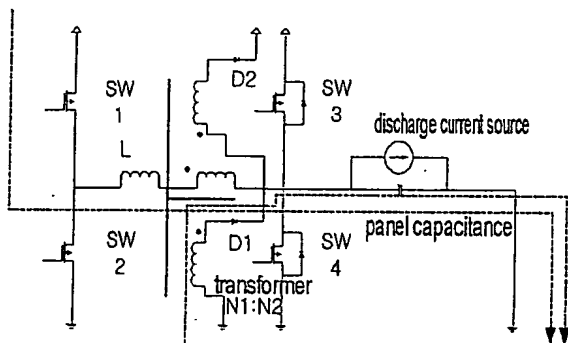 SW
1
D2
SW
3
discharge current source
L
SW
2
D1
SW
4
panel capacitance
transformer
N1:N2